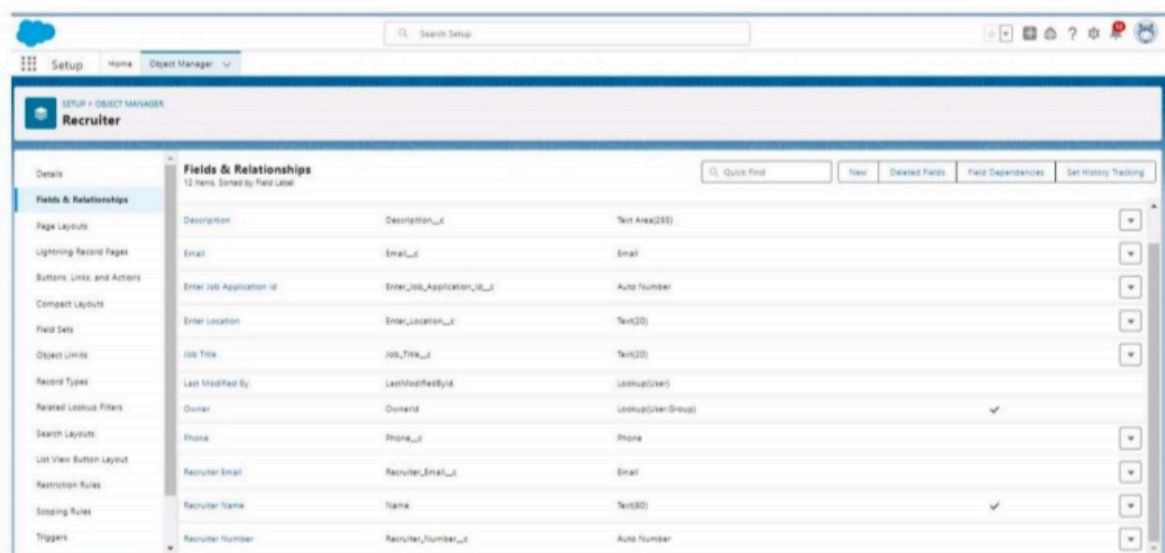 Search Setup
Setup Home Object Manager
SETUP > OBJECT MANAGER
Recruiter
Details
Fields & Relationships
Page Layouts
Lightning Record Pages
Buttons, Links, and Actions
Compact Layouts
Field Sets
Object Limits
Record Types
Related Lookup Filters
Search Layouts
List View Button Layout
Restriction Rules
Scoping Rules
Triggers
Fields & Relationships
12 Items, Sorted by Field Label
Quick Find New Deleted Fields Field Dependencies Set History Tracking
Description Description__c Text Area(255)
Email Email__c Email
Enter Job Application id Enter_Job_Application_id__c Auto Number
Enter Location Enter_Location__c Text(20)
Job Title Job_Title__c Text(20)
Last Modified By LastModifiedById Lookup(User)
Owner OwnerId Lookup(User,Group)
Phone Phone__c Phone
Recruiter Email Recruiter_Email__c Email
Recruiter Name Name Text(80)
Recruiter Number Recruiter_Number__c Auto Number